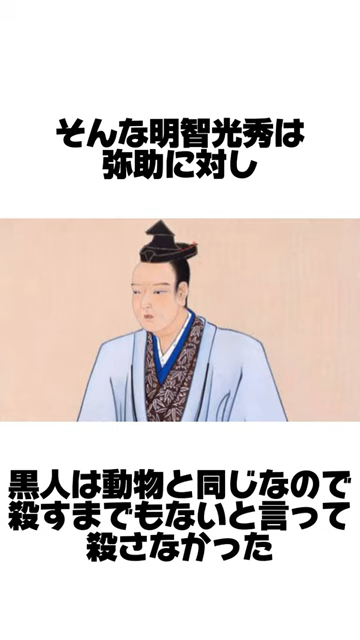 そんな明智光秀は
弥助に対し
黒人は動物と同じなので
殺すまでもないと言って
殺さなかった